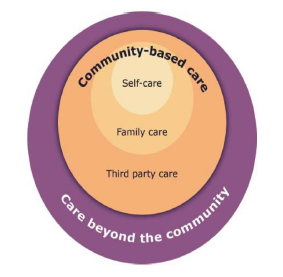 Community-based care
Self-care
Family care
Third party care
Care beyond the community